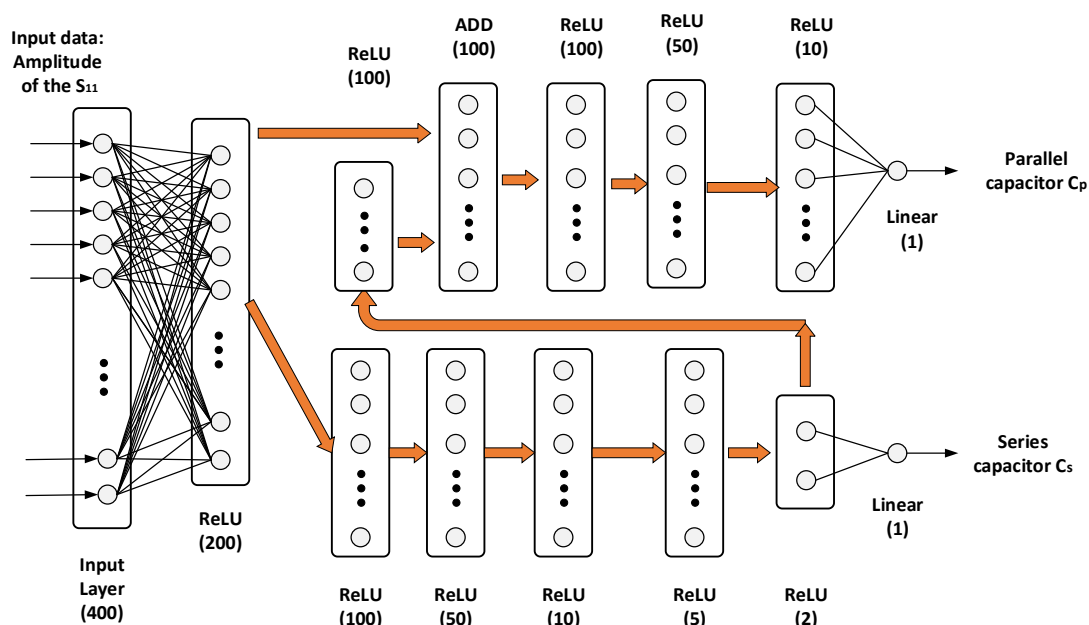 Input data:
Amplitude
of the S11
ReLU
(100)
ADD
(100)
ReLU
(100)
ReLU
(50)
ReLU
(10)
Linear
(1)
Parallel
capacitor Cp
ReLU
(200)
Input
Layer
(400)
ReLU
(100)
ReLU
(50)
ReLU
(10)
ReLU
(5)
ReLU
(2)
Linear
(1)
Series
capacitor Cs